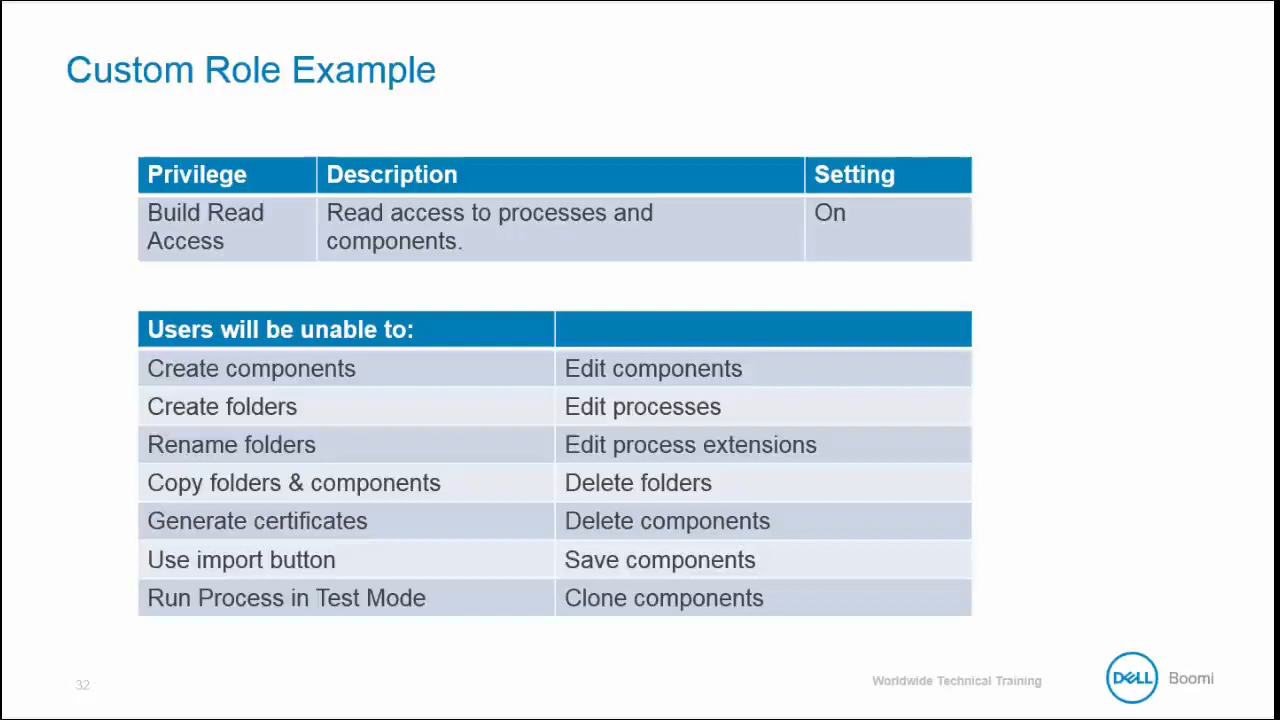 Custom Role Example
Privilege Description Setting
Build Read Read access to processes and On
Access components.
Users will be unable to:
Create components Edit components
Create folders Edit processes
Rename folders Edit process extensions
Copy folders & components Delete folders
Generate certificates Delete components
Use import button Save components
Run Process in Test Mode Clone components
32
Worldwide Technical Training
DELL Boomi